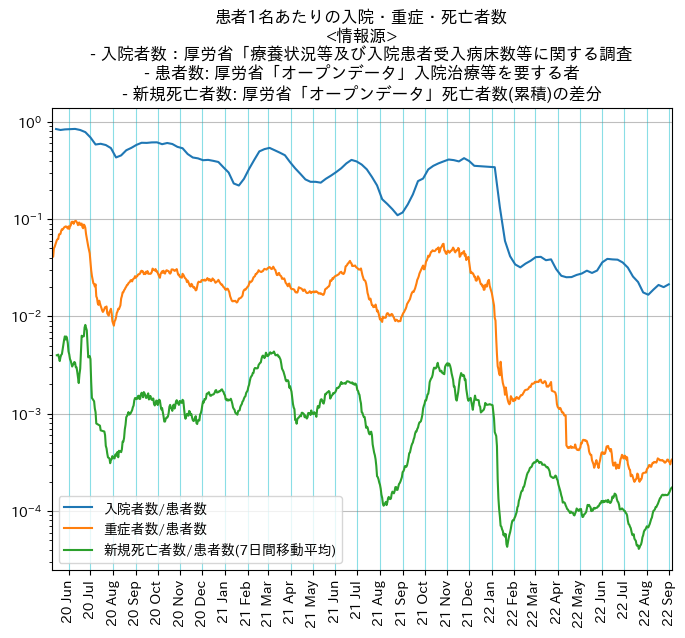 患者1名あたりの入院・重症・死亡者数
<情報源>
- 入院者数：厚労省「療養状況等及び入院患者受入病床数等に関する調査
- 患者数: 厚労省「オープンデータ」入院治療等を要する者
- 新規死亡者数: 厚労省「オープンデータ」死亡者数(累積)の差分
10⁰
10⁻¹
10⁻²
10⁻³
10⁻⁴
入院者数/患者数
重症者数/患者数
新規死亡者数/患者数(7日間移動平均)
20 Jun
20 Jul
20 Aug
20 Sep
20 Oct
20 Nov
20 Dec
21 Jan
21 Feb
21 Mar
21 Apr
21 May
21 Jun
21 Jul
21 Aug
21 Sep
21 Oct
21 Nov
21 Dec
22 Jan
22 Feb
22 Mar
22 Apr
22 May
22 Jun
22 Jul
22 Aug
22 Sep